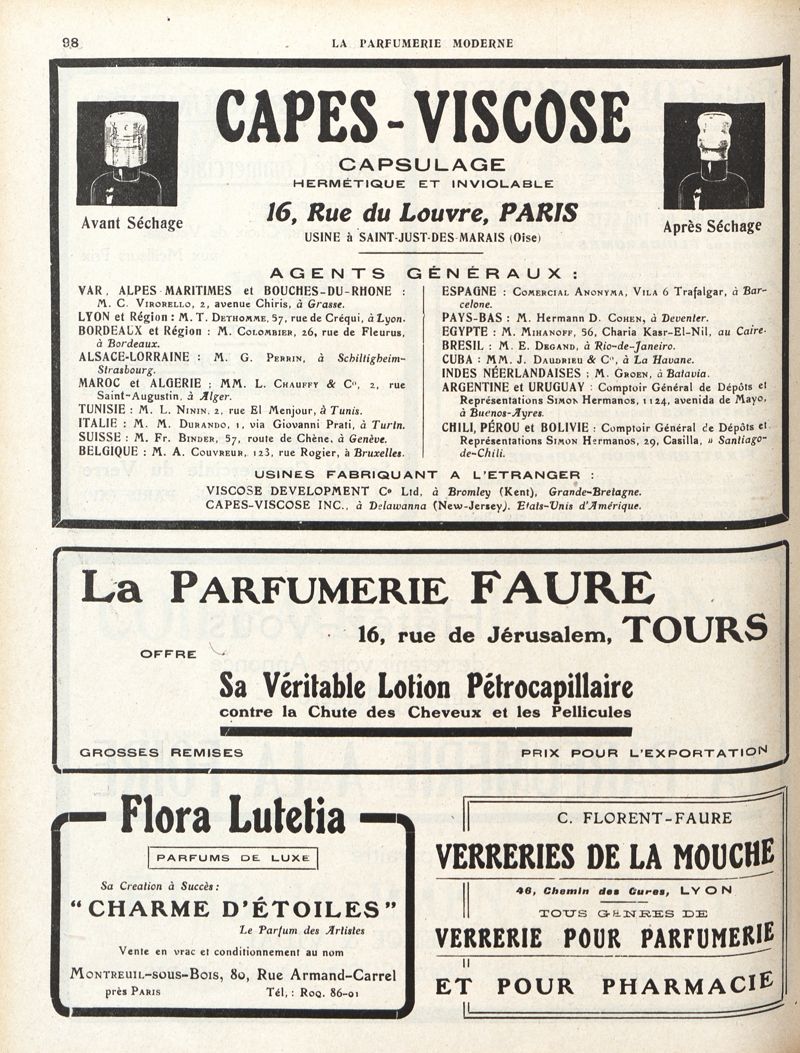 98
LA PARFUMERIE MODERNE
CAPES-VISCOSE
CAPSULAGE
HERMÉTIQUE ET INVIOLABLE
16, Rue du Louvre, PARIS
USINE à SAINT-JUST-DES-MARAIS (Oise)
Avant Séchage
Après Séchage
AGENTS GÉNÉRAUX :
VAR, ALPES-MARITIMES et BOUCHES-DU-RHONE :
M. C. VIRORELLO, 2, avenue Chiris, à Grasse.
LYON et Région : M. T. DETHOMME, 57, rue de Créqui, à Lyon.
BORDEAUX et Région : M. COLOMBIER, 26, rue de Fleurus,
à Bordeaux.
ALSACE-LORRAINE : M. G. PERRIN, à Schiltigheim-
Strasbourg.
MAROC et ALGERIE : MM. L. CHAUFFY & Cie, 2, rue
Saint-Augustin, à Alger.
TUNISIE : M. L. NININ, 2, rue El Menjour, à Tunis.
ITALIE : M. M. DURANDO, 1, via Giovanni Prati, à Turin.
SUISSE : M. Fr. BINDER, 57, route de Chêne, à Genève.
BELGIQUE : M. A. COUVREUR, 123, rue Rogier, à Bruxelles.
ESPAGNE : COMERCIAL ANONYMA, VILA 6 Trafalgar, à Bar-
celone.
PAYS-BAS : M. Hermann D. COHEN, à Deventer.
EGYPTE : M. MIHANOFF, 56, Charia Kasr-El-Nil, au Caire.
BRESIL : M. E. DEGAND, à Rio-de-Janeiro.
CUBA : MM. J. DAUDRIEU & Cie, à La Havane.
INDES NÉERLANDAISES : M. GROEN, à Batavia.
ARGENTINE et URUGUAY : Comptoir Général de Dépôts et
Représentations SIMON Hermanos, 1124, avenida de Mayo,
à Buenos-Ayres.
CHILI, PÉROU et BOLIVIE : Comptoir Général de Dépôts et
Représentations SIMON Hermanos, 29, Casilla, à Santiago-
de-Chili.
USINES FABRIQUANT A L'ETRANGER :
VISCOSE DEVELOPMENT Co Ltd, à Bromley (Kent), Grande-Bretagne.
CAPES-VISCOSE INC., à Delawanna (New-Jersey). Etats-Unis d'Amérique.
La PARFUMERIE FAURE
16, rue de Jérusalem, TOURS
OFFRE
Sa Véritable Lotion Pétrocapillaire
contre la Chute des Cheveux et les Pellicules
GROSSES REMISES
PRIX POUR L'EXPORTATION
Flora Lutetia
PARFUMS DE LUXE
Sa Creation à Succès :
"CHARME D'ÉTOILES"
Le Parfum des Artistes
Vente en vrac et conditionnement au nom
MONTREUIL-SOUS-BOIS, 80, Rue Armand-Carrel
près PARIS Tél, : ROQ. 86-01
C. FLORENT-FAURE
VERRERIES DE LA MOUCHE
46, Chemin des Cures, LYON
TOUS GENRES DE
VERRERIE POUR PARFUMERIE
ET POUR PHARMACIE